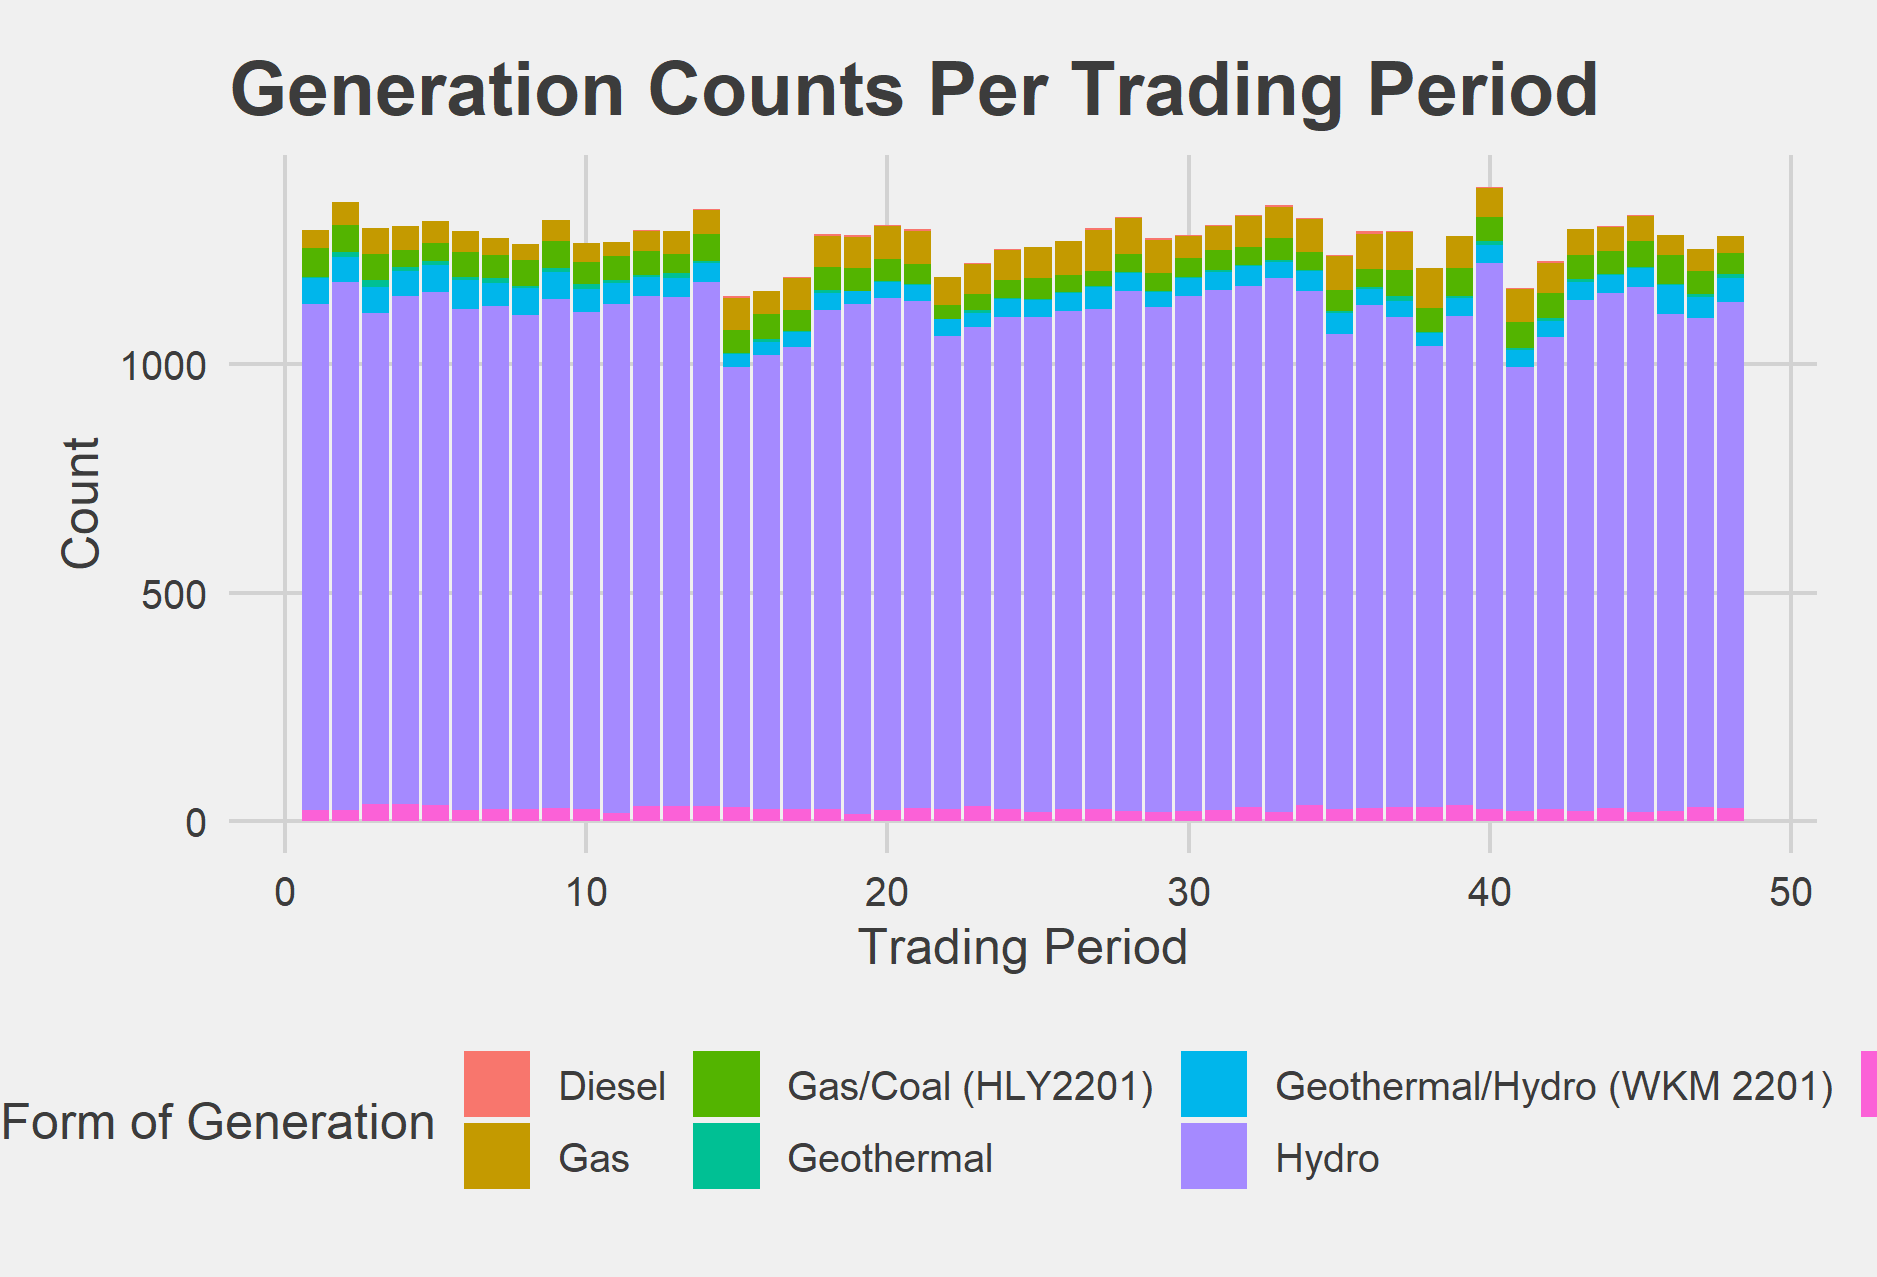 Generation Counts Per Trading Period
Count
1000
500
0
0 10 20 30 40 50
Trading Period
Form of Generation
Diesel
Gas
Gas/Coal (HLY2201)
Geothermal
Geothermal/Hydro (WKM 2201)
Hydro